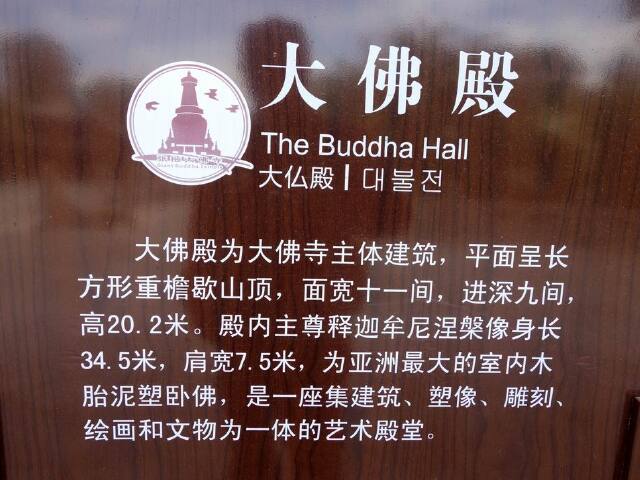 大佛殿
The Buddha Hall
大仏殿 | 대불전
大佛殿为大佛寺主体建筑，平面呈长
方形重檐歇山顶，面宽十一间，进深九间，
高20.2米。殿内主尊释迦牟尼涅槃像身长
34.5米，肩宽7.5米，为亚洲最大的室内木
胎泥塑卧佛，是一座集建筑、塑像、雕刻、
绘画和文物为一体的艺术殿堂。